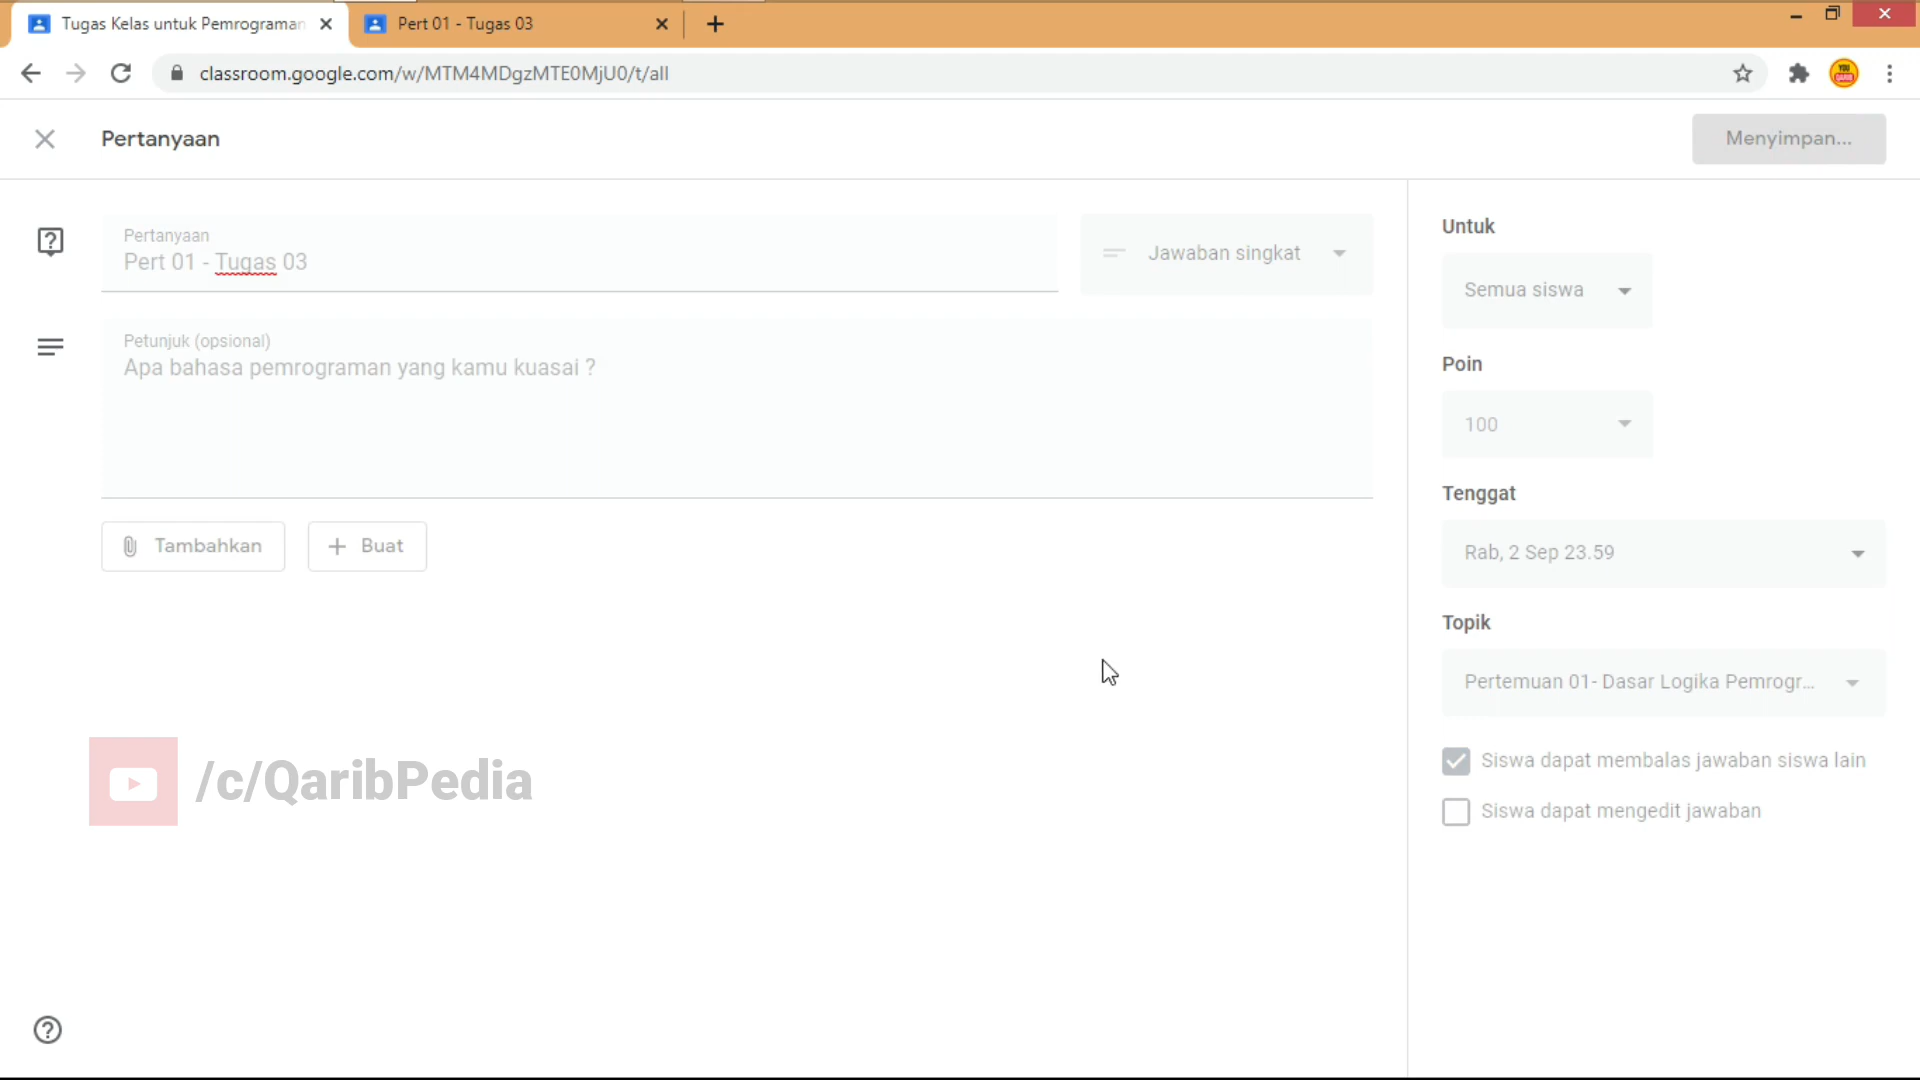 Tugas Kelas untuk Pemrograman
Pert 01 - Tugas 03
classroom.google.com/w/MTM4MDgzMTE0MjU0/t/all
Pertanyaan
Menyimpan...
Pertanyaan
Pert 01 - Tugas 03
Jawaban singkat
Petunjuk (opsional)
Apa bahasa pemrograman yang kamu kuasai ?
Tambahkan
Buat
Untuk
Semua siswa
Poin
100
Tenggat
Rab, 2 Sep 23.59
Topik
Pertemuan 01- Dasar Logika Pemrogr...
Siswa dapat membalas jawaban siswa lain
Siswa dapat mengedit jawaban
/c/QaribPedia